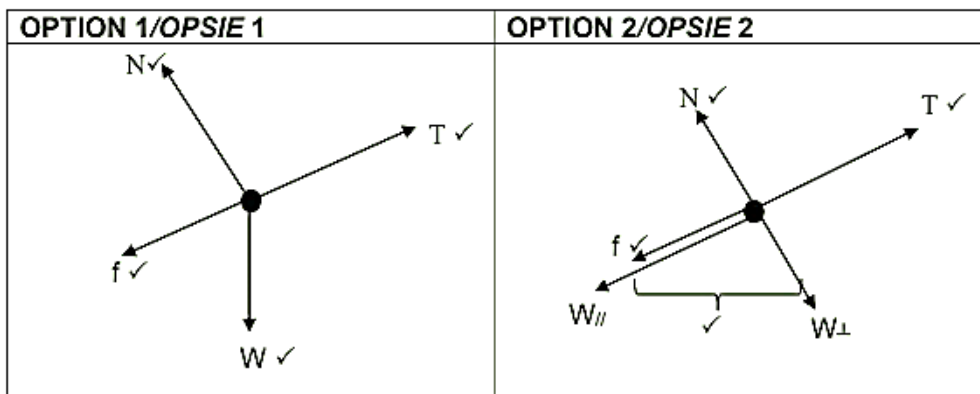 OPTION 1/OPSIE 1
N✓
T ✓
f ✓
W ✓
OPTION 2/OPSIE 2
N ✓
T ✓
f ✓
W//
✓
W⊥